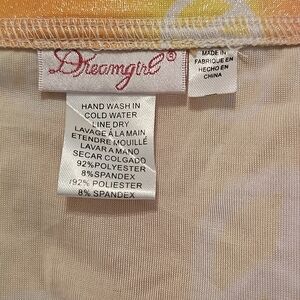 Dreamgirl®
MADE IN
FABRIQUE EN
HECHO EN
CHINA
HAND WASH IN
COLD WATER
LINE DRY
LAVAGE À LA MAIN
ETENDRE MOUILLÉ
LAVAR A MANO
SECAR COLGADO
92%POLYESTER
8%SPANDEX
/92% POLIESTER
8% SPANDEX